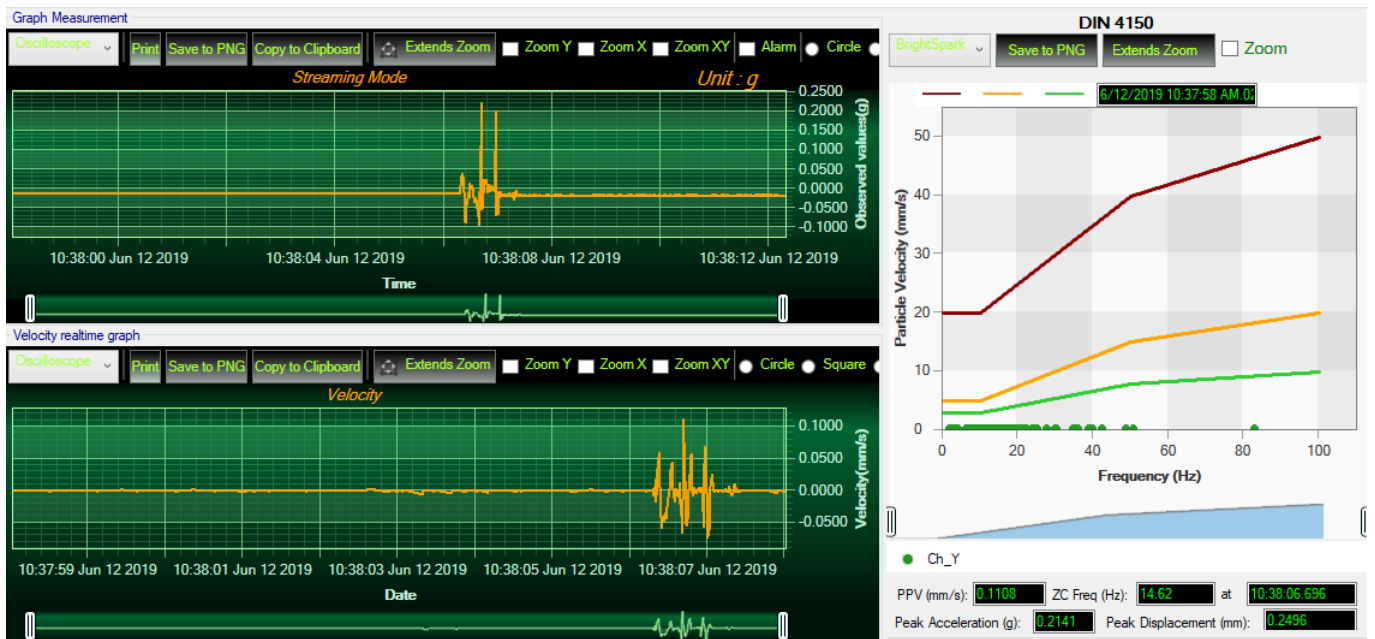 Graph Measurement
Oscilloscope Print Save to PNG Copy to Clipboard Extends Zoom Zoom Y Zoom X Zoom XY Alarm Circle
Streaming Mode Unit : g
0.2500
0.2000
0.1500
0.1000
0.0500
0.0000
-0.0500
-0.1000
Observed values(g)
10:38:00 Jun 12 2019 10:38:04 Jun 12 2019 10:38:08 Jun 12 2019 10:38:12 Jun 12 2019
Time
Velocity realtime graph
Oscilloscope Print Save to PNG Copy to Clipboard Extends Zoom Zoom Y Zoom X Zoom XY Circle Square
Velocity
0.1000
0.0500
0.0000
-0.0500
Velocity(mm/s)
10:37:59 Jun 12 2019 10:38:01 Jun 12 2019 10:38:03 Jun 12 2019 10:38:05 Jun 12 2019 10:38:07 Jun 12 2019
Date
DIN 4150
BrightSpark Save to PNG Extends Zoom Zoom
6/12/2019 10:37:58 AM.02
50
40
30
20
10
0
Particle Velocity (mm/s)
0 20 40 60 80 100
Frequency (Hz)
Ch_Y
PPV (mm/s): 0.1108 ZC Freq (Hz): 14.62 at 10:38:06.696
Peak Acceleration (g): 0.2141 Peak Displacement (mm): 0.2496